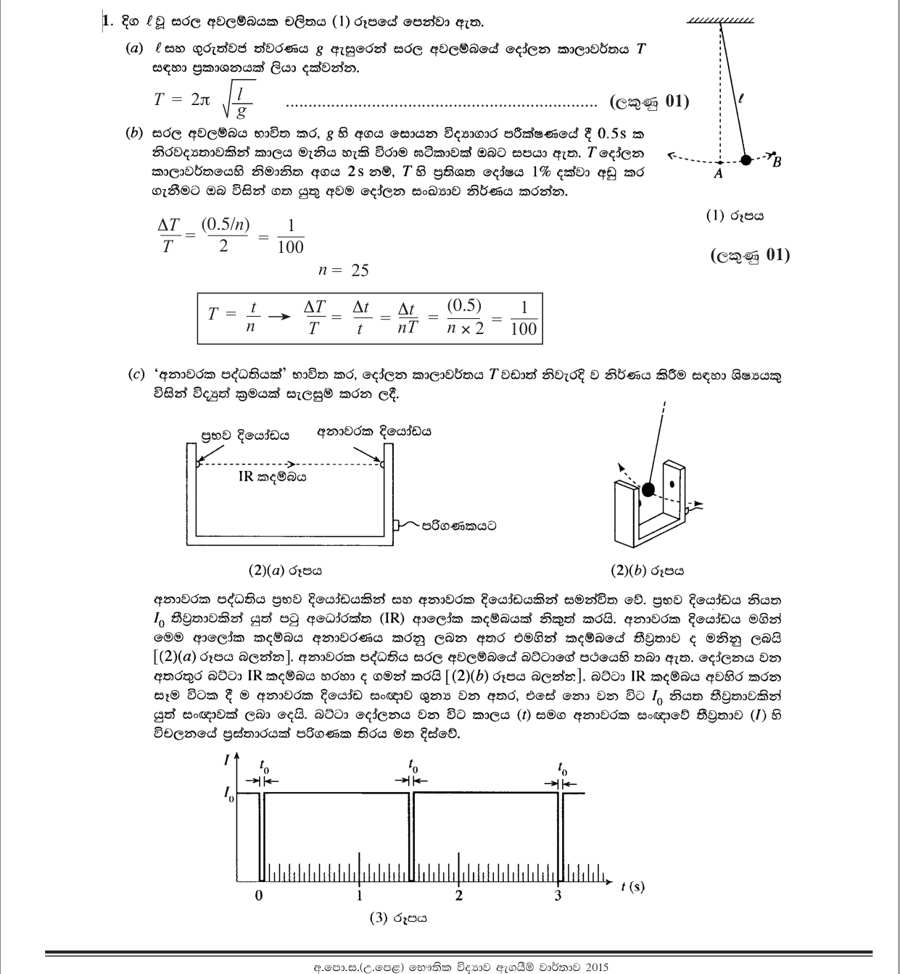 1. දිග ℓ වූ සරල අවලම්බයක චලිතය (1) රූපයේ පෙන්වා ඇත.
(a) ℓ සහ ගුරුත්වජ ත්වරණය g ඇසුරෙන් සරල අවලම්බයේ දෝලන කාලාවර්තය T
සඳහා ප්‍රකාශනයක් ලියා දක්වන්න.
T = 2π √(l/g) ..................................................................... (ලකුණු 01)
ℓ
A
B
(b) සරල අවලම්බය භාවිත කර, g හි අගය සොයන විද්‍යාගාර පරීක්ෂණයේ දී 0.5s ක
නිරවද්‍යතාවකින් කාලය මැනිය හැකි විරාම ඝටිකාවක් ඔබට සපයා ඇත. T දෝලන
කාලාවර්තයෙහි නිමානිත අගය 2 s නම්, T හි ප්‍රතිශත දෝෂය 1% දක්වා අඩු කර
ගැනීමට ඔබ විසින් ගත යුතු අවම දෝලන සංඛ්‍යාව නිර්ණය කරන්න.
(1) රූපය
ΔT/T = (0.5/n)/2 = 1/100
(ලකුණු 01)
n = 25
T = t/n → ΔT/T = Δt/t = Δt/nT = (0.5)/(n × 2) = 1/100
(c) ‘අනාවරක පද්ධතියක්’ භාවිත කර, දෝලන කාලාවර්තය T වඩාත් නිවැරදි ව නිර්ණය කිරීම සඳහා ශිෂ්‍යයකු
විසින් විද්‍යුත් ක්‍රමයක් සැලසුම් කරන ලදී.
ප්‍රභව දියෝඩය අනාවරක දියෝඩය
IR කදම්බය
පරිගණකයට
(2)(a) රූපය (2)(b) රූපය
අනාවරක පද්ධතිය ප්‍රභව දියෝඩයකින් සහ අනාවරක දියෝඩයකින් සමන්විත වේ. ප්‍රභව දියෝඩය නියත
I₀ තීව්‍රතාවකින් යුත් පටු අධෝරක්ත (IR) ආලෝක කදම්බයක් නිකුත් කරයි. අනාවරක දියෝඩය මගින්
මෙම ආලෝක කදම්බය අනාවරණය කරනු ලබන අතර එමගින් කදම්බයේ තීව්‍රතාව ද මනිනු ලබයි
[(2)(a) රූපය බලන්න]. අනාවරක පද්ධතිය සරල අවලම්බයේ බට්ටාගේ පථයෙහි තබා ඇත. දෝලනය වන
අතරතුර බට්ටා IR කදම්බය හරහා ද ගමන් කරයි [(2)(b) රූපය බලන්න]. බට්ටා IR කදම්බය අවහිර කරන
සෑම විටක දී ම අනාවරක දියෝඩ සංඥාව ශූන්‍ය වන අතර, එසේ නො වන විට I₀ නියත තීව්‍රතාවකින්
යුත් සංඥාවක් ලබා දෙයි. බට්ටා දෝලනය වන විට කාලය (t) සමග අනාවරක සංඥාවේ තීව්‍රතාව (I) හි
විචලනයේ ප්‍රස්තාරයක් පරිගණක තිරය මත දිස්වේ.
I t₀ t₀ t₀
I₀
0 1 2 3 t (s)
(3) රූපය
අ.පො.ස.(උ.පෙළ) භෞතික විද්‍යාව ඇගයීම් වාර්තාව 2015